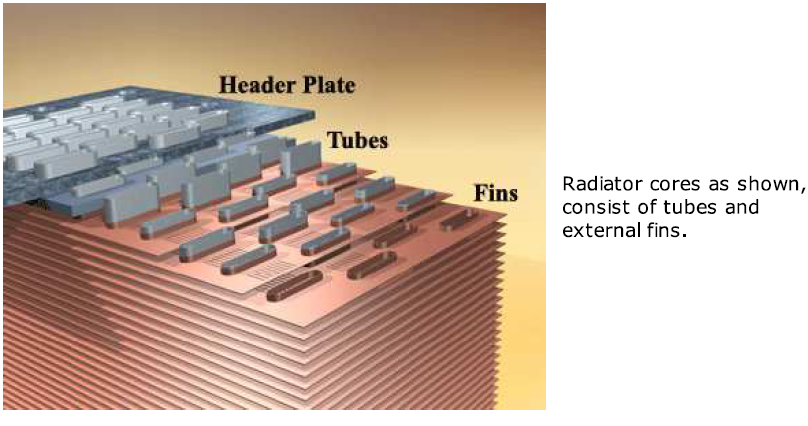 Header Plate
Tubes
Fins
Radiator cores as shown,
consist of tubes and
external fins.